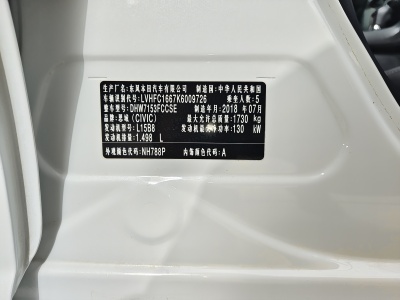 生产厂名:东风本田汽车有限公司 制造国:中华人民共和国
车辆识别代号:LVHFC1667K6009726 乘坐人数:5
整车型号:DHW7153FCCSE 制造年月:2018 年07月
品牌:思域(CIVIC) 最大允许总质量:1730 kg
发动机型号:L15B8 发动机最大净功率:130 kW
发动机排量:1.498 L
外观颜色代码:NH788P 内饰颜色代码:A